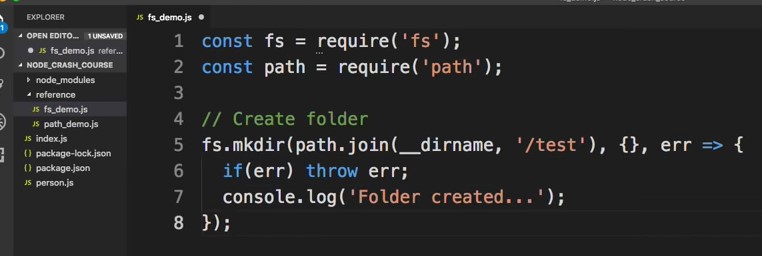 EXPLORER
OPEN EDITO... 1 UNSAVED
JS fs_demo.js refer...
NODE_CRASH_COURSE
node_modules
reference
JS fs_demo.js
JS path_demo.js
JS index.js
{} package-lock.json
{} package.json
JS person.js
JS fs_demo.js
1 const fs = require('fs');
2 const path = require('path');
3
4 // Create folder
5 fs.mkdir(path.join(__dirname, '/test'), {}, err => {
6 if(err) throw err;
7 console.log('Folder created...');
8 });
1